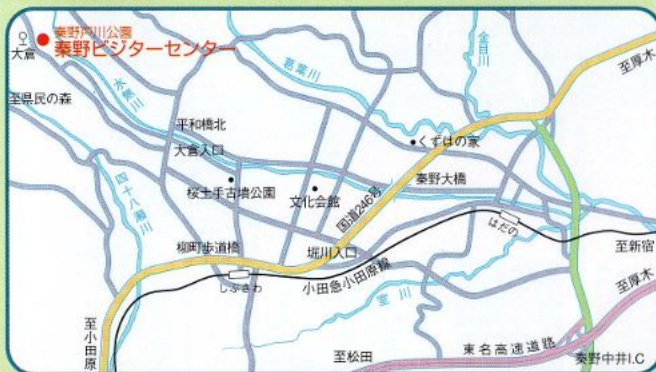 秦野戸川公園
秦野ビジターセンター
大倉
至県民の森
水無川
葛葉川
金目川
至厚木
平和橋北
大倉入口
くずはの家
四十八瀬川
桜土手古墳公園
文化会館
秦野大橋
国道246号
はだの
柳町歩道橋
堀川入口
至新宿
しぶさわ
小田急小田原線
室川
至厚木
至小田原
至松田
東名高速道路
秦野中井I.C